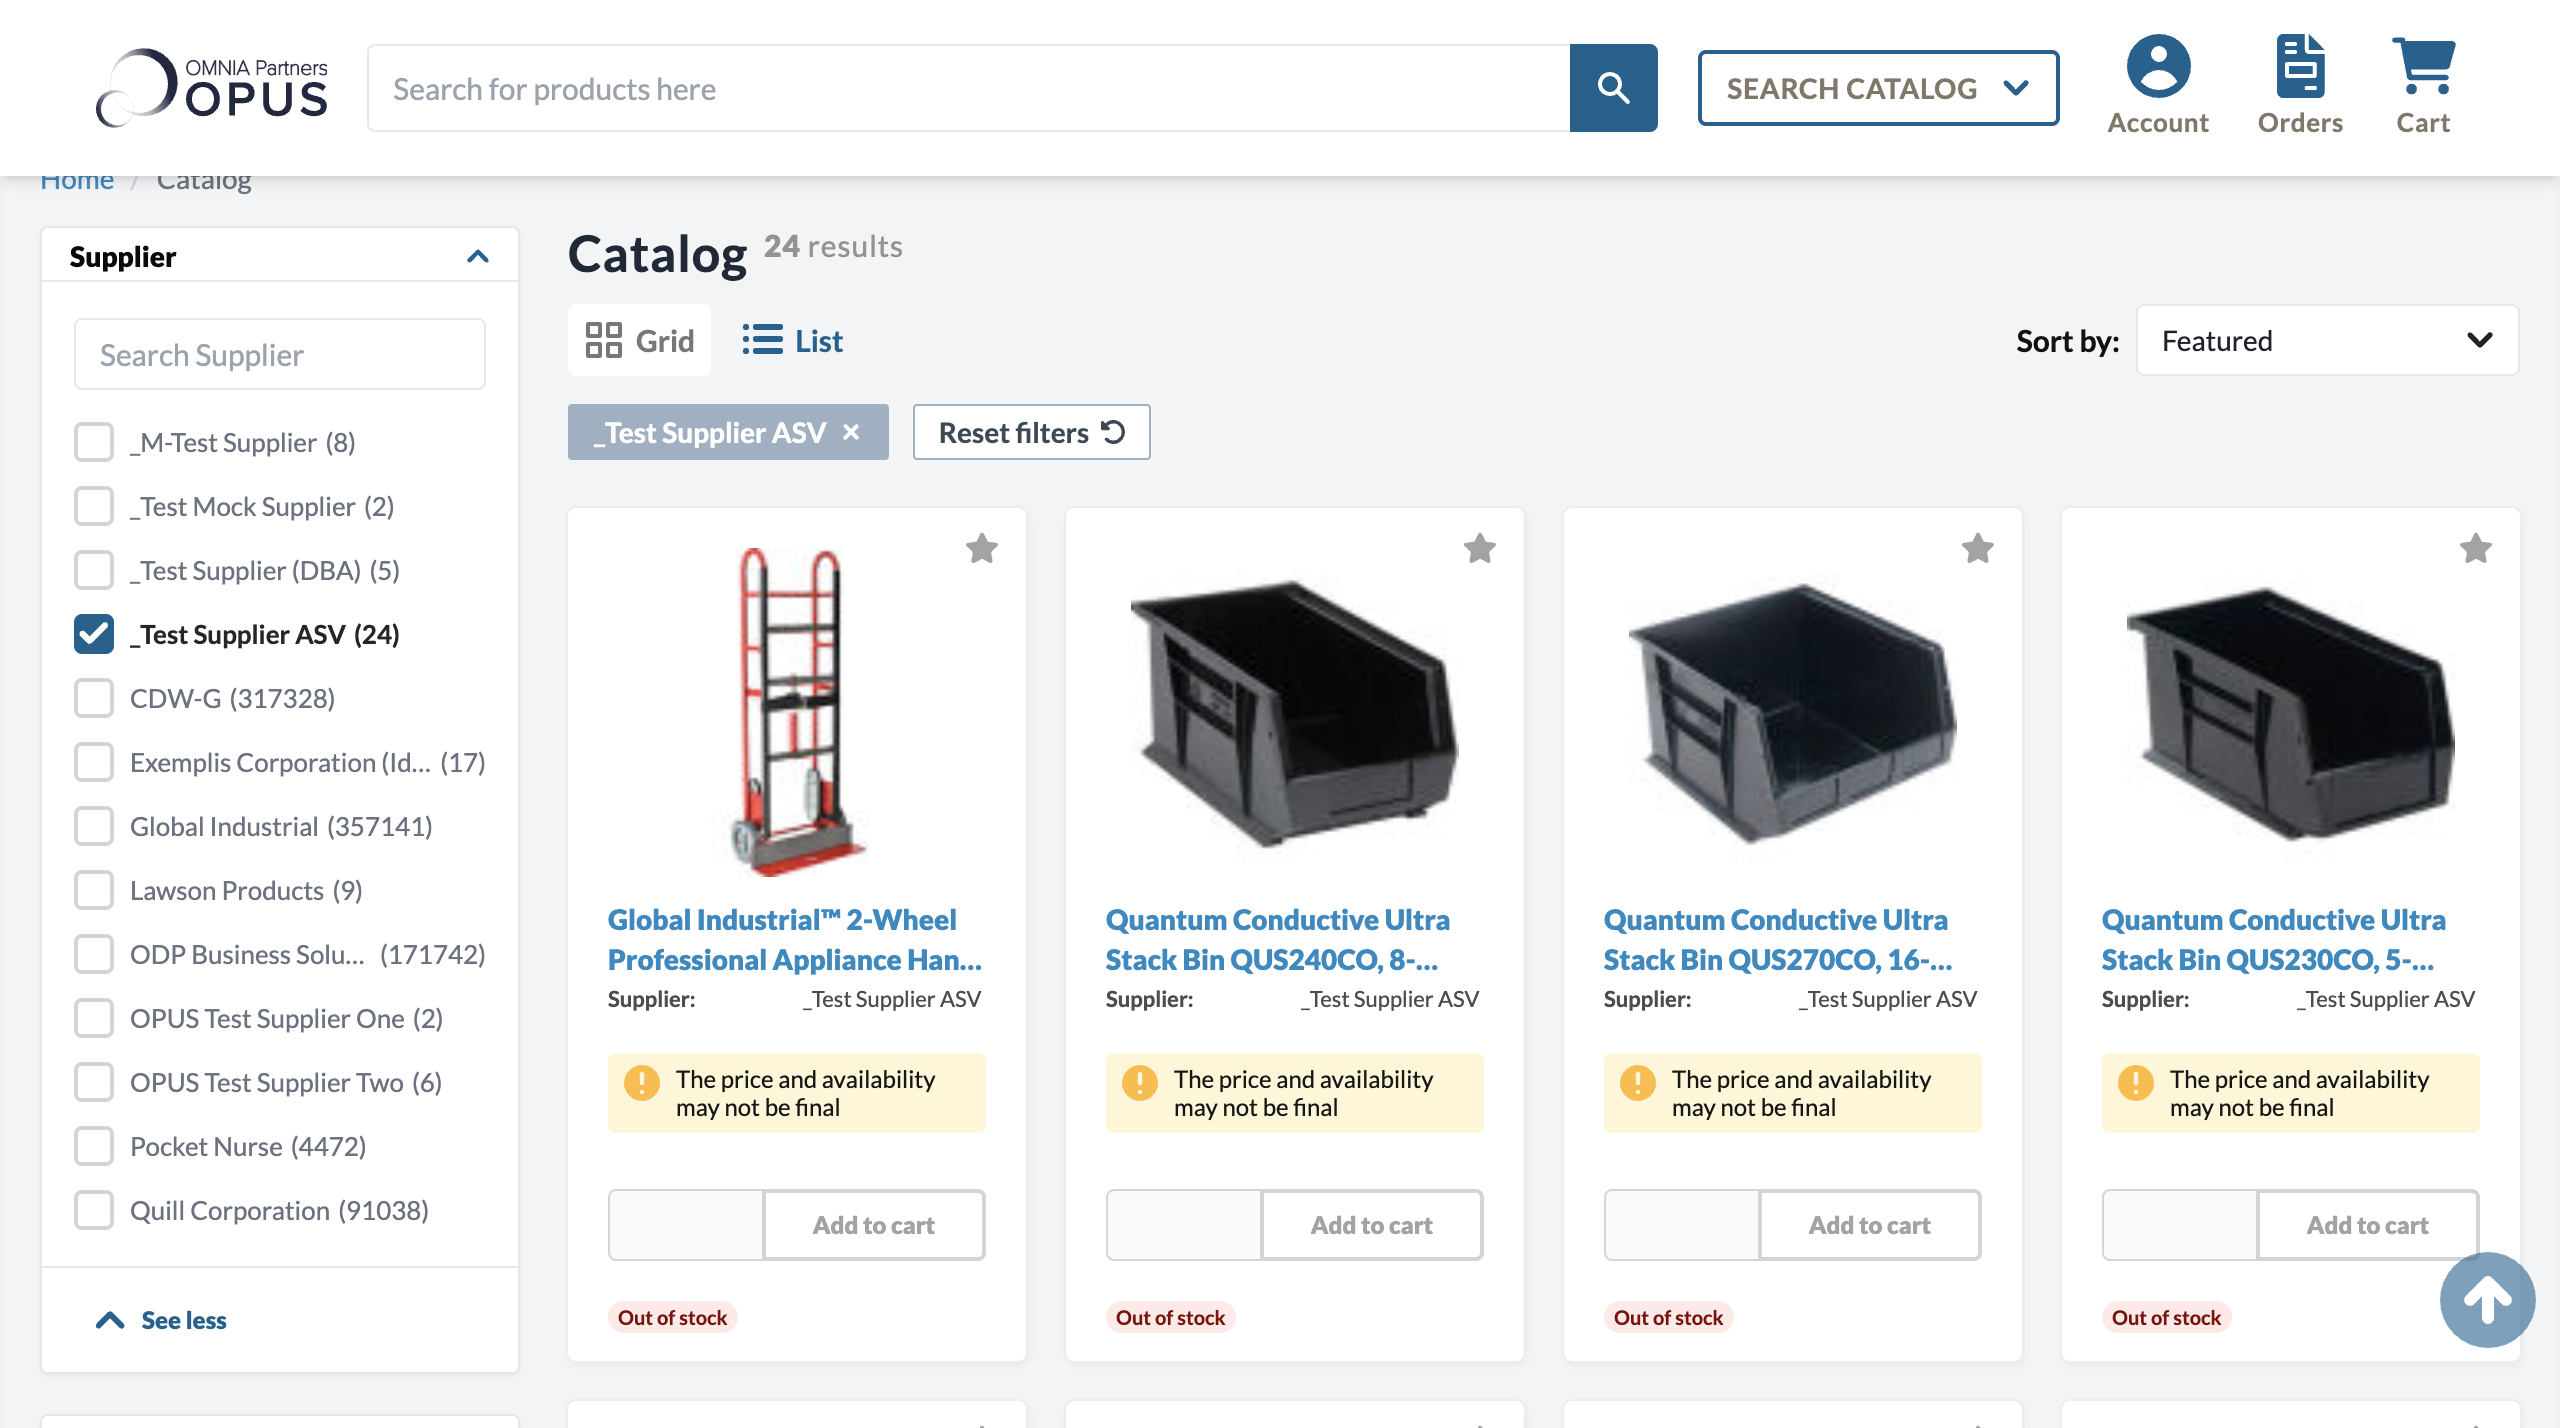 OMNIA Partners
OPUS
Search for products here
SEARCH CATALOG
Account
Orders
Cart
Home / Catalog
Supplier
Search Supplier
_M-Test Supplier (8)
_Test Mock Supplier (2)
_Test Supplier (DBA) (5)
_Test Supplier ASV (24)
CDW-G (317328)
Exemplis Corporation (Id... (17)
Global Industrial (357141)
Lawson Products (9)
ODP Business Solu... (171742)
OPUS Test Supplier One (2)
OPUS Test Supplier Two (6)
Pocket Nurse (4472)
Quill Corporation (91038)
See less
Catalog 24 results
Grid
List
Sort by:
Featured
_Test Supplier ASV ×
Reset filters
Global Industrial™ 2-Wheel
Professional Appliance Han...
Supplier: _Test Supplier ASV
The price and availability
may not be final
Add to cart
Out of stock
Quantum Conductive Ultra
Stack Bin QUS240CO, 8-...
Supplier: _Test Supplier ASV
The price and availability
may not be final
Add to cart
Out of stock
Quantum Conductive Ultra
Stack Bin QUS270CO, 16-...
Supplier: _Test Supplier ASV
The price and availability
may not be final
Add to cart
Out of stock
Quantum Conductive Ultra
Stack Bin QUS230CO, 5-...
Supplier: _Test Supplier ASV
The price and availability
may not be final
Add to cart
Out of stock